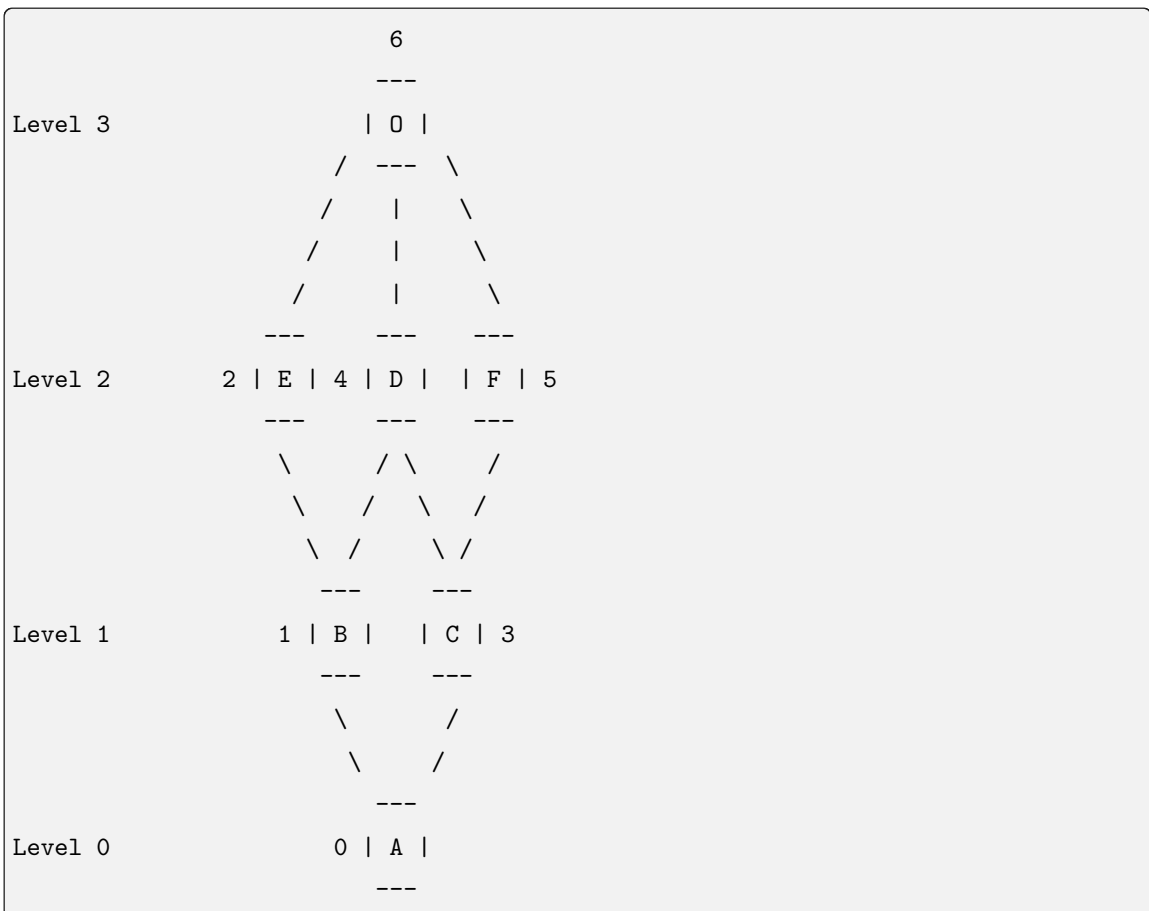 6
---
Level 3 | O |
/ --- \
/ | \
/ | \
/ | \
--- --- ---
Level 2 2 | E | 4 | D | | F | 5
--- --- ---
\ / \ /
\ / \ /
\ / \ /
--- ---
Level 1 1 | B | | C | 3
--- ---
\ /
\ /
---
Level 0 0 | A |
---